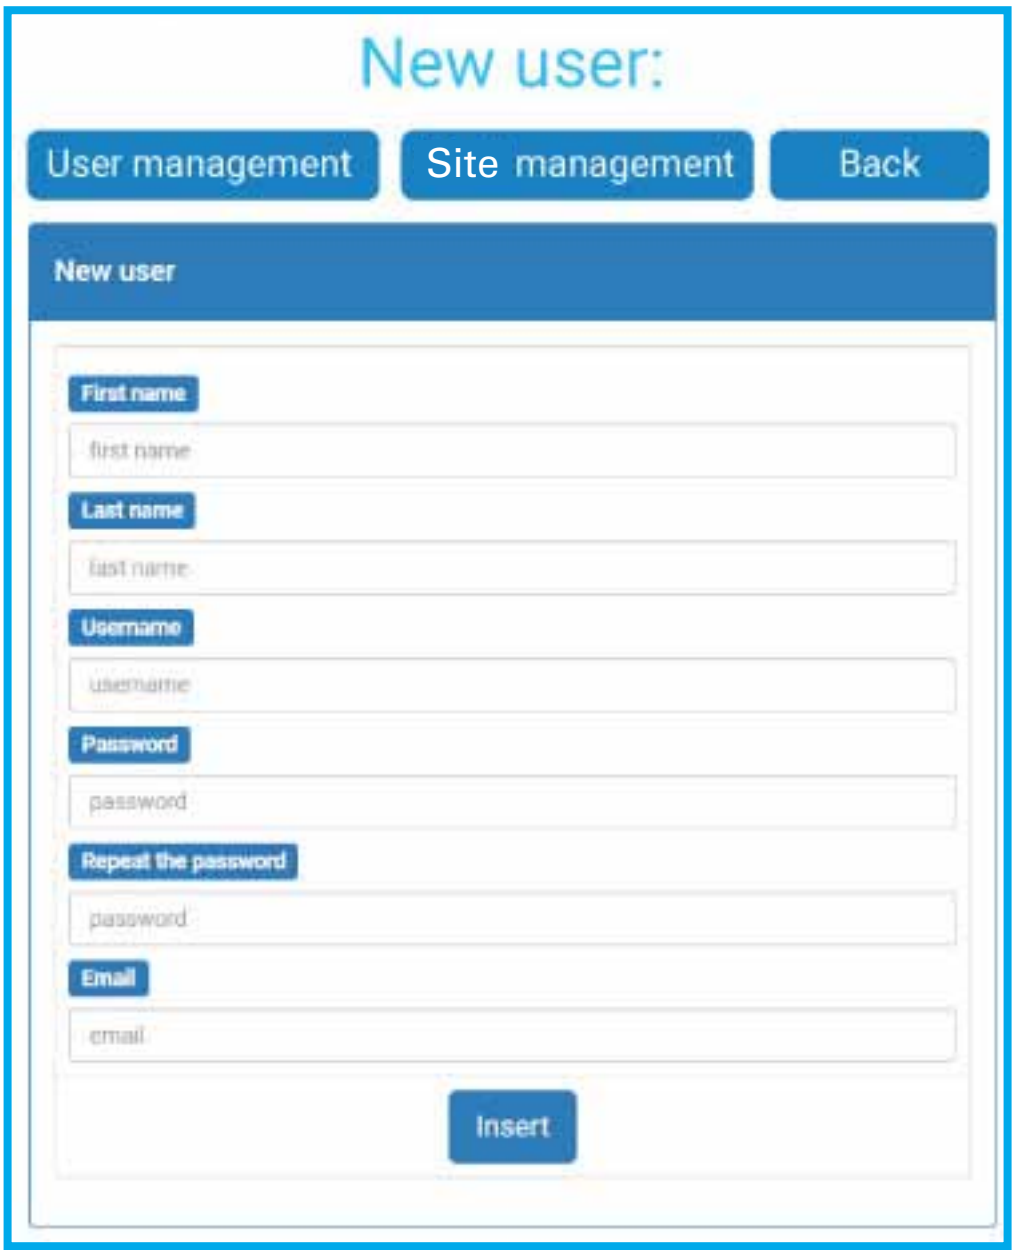 New user:
User management Site management Back
New user
First name
first name
Last name
last name
Username
username
Password
password
Repeat the password
password
Email
email
Insert